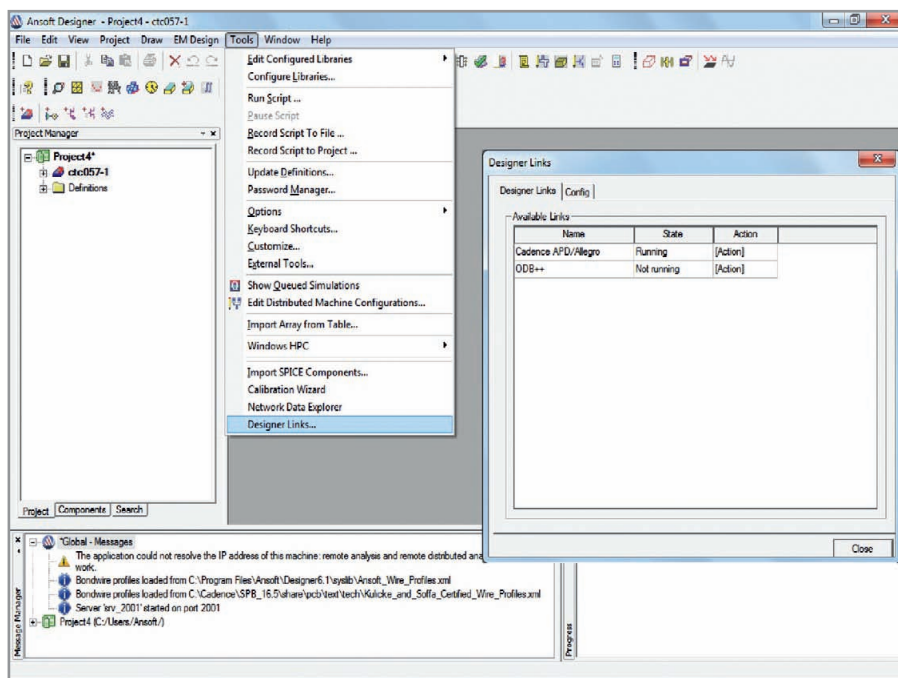 Ansoft Designer - Project4 - ctc057-1
File Edit View Project Draw EM Design Tools Window Help
Edit Configured Libraries
Configure Libraries...
Run Script ...
Pause Script
Record Script To File ...
Record Script to Project ...
Update Definitions...
Password Manager...
Options
Keyboard Shortcuts...
Customize...
External Tools...
Show Queued Simulations
Edit Distributed Machine Configurations...
Import Array from Table...
Windows HPC
Import SPICE Components...
Calibration Wizard
Network Data Explorer
Designer Links...
Project Manager
Project4*
ctc057-1
Definitions
Project Components Search
Designer Links
Designer Links Config
Available Links
Name State Action
Cadence APD/Allegro Running [Action]
ODB++ Not running [Action]
Close
Message Manager
*Global - Messages
The application could not resolve the IP address of this machine: remote analysis and remote distributed ana
work.
Bondwire profiles loaded from C:\Program Files\Ansoft\Designer6.1\syslib\Ansoft_Wire_Profiles.xml
Bondwire profiles loaded from C:\Cadence\SPB_16.5\share\pcb\text\tech\Kulicke_and_Soffa_Certified_Wire_Profiles.xml
Server 'srv_2001' started on port 2001
Project4 (C:/Users/Ansoft/)
Progress